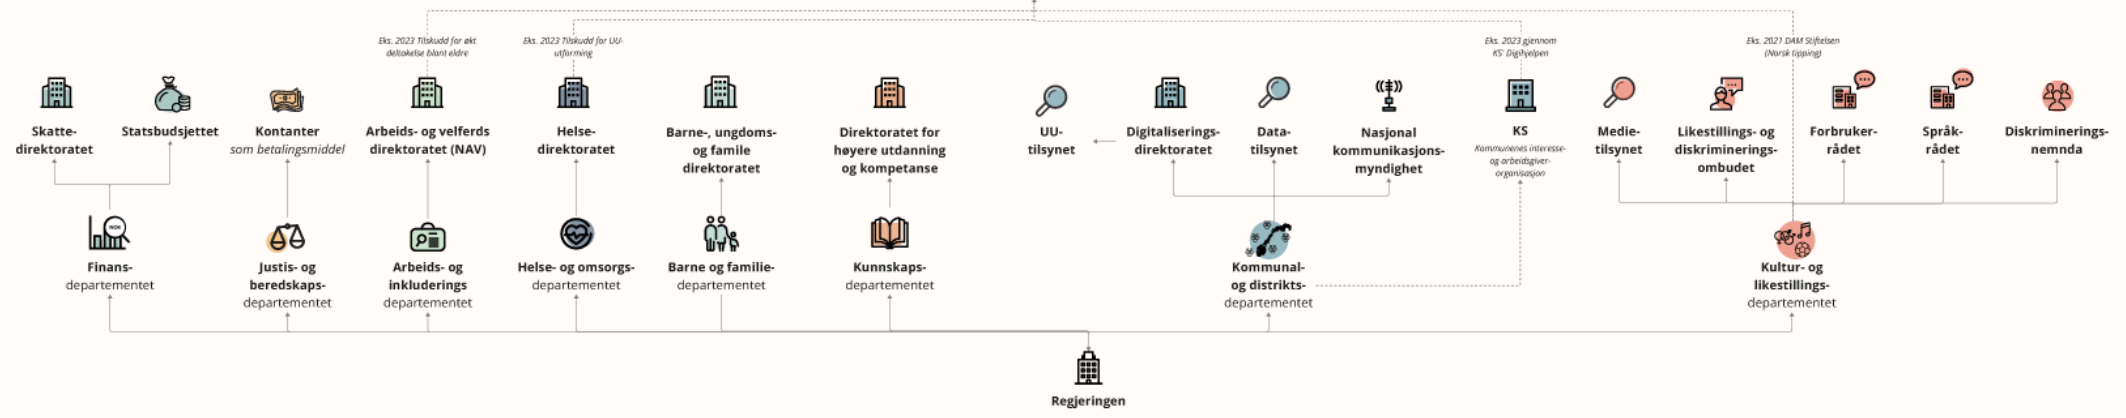 Eks. 2023 Tilskudd for økt
deltakelse blant eldre
Eks. 2023 Tilskudd for UU-
utforming
Eks. 2023 gjennom
KS' Digihjelpen
Eks. 2021 DAM Stiftelsen
(Norsk tipping)
Skatte-
direktoratet
Statsbudsjettet
Kontanter
som betalingsmiddel
Arbeids- og velferds
direktoratet (NAV)
Helse-
direktoratet
Barne-, ungdoms-
og famile
direktoratet
Direktoratet for
høyere utdanning
og kompetanse
UU-
tilsynet
Digitaliserings-
direktoratet
Data-
tilsynet
Nasjonal
kommunikasjons-
myndighet
KS
Kommunenes interesse-
og arbeidsgiver-
organisasjon
Medie-
tilsynet
Likestillings- og
diskriminerings-
ombudet
Forbruker-
rådet
Språk-
rådet
Diskriminerings-
nemnda
NOK
Finans-
departementet
Justis- og
beredskaps-
departementet
Arbeids- og
inkluderings
departementet
Helse- og omsorgs-
departementet
Barne og familie-
departementet
Kunnskaps-
departementet
Kommunal-
og distrikts-
departementet
Kultur- og
likestillings-
departementet
Regjeringen